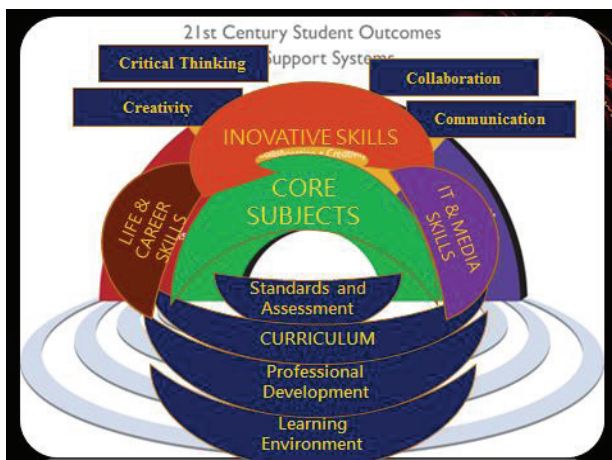 21st Century Student Outcomes
Support Systems
Critical Thinking
Creativity
Collaboration
Communication
INOVATIVE SKILLS
CORE
SUBJECTS
LIFE &
CAREER
SKILLS
IT & MEDIA
SKILLS
Standards and
Assessment
CURRICULUM
Professional
Development
Learning
Environment